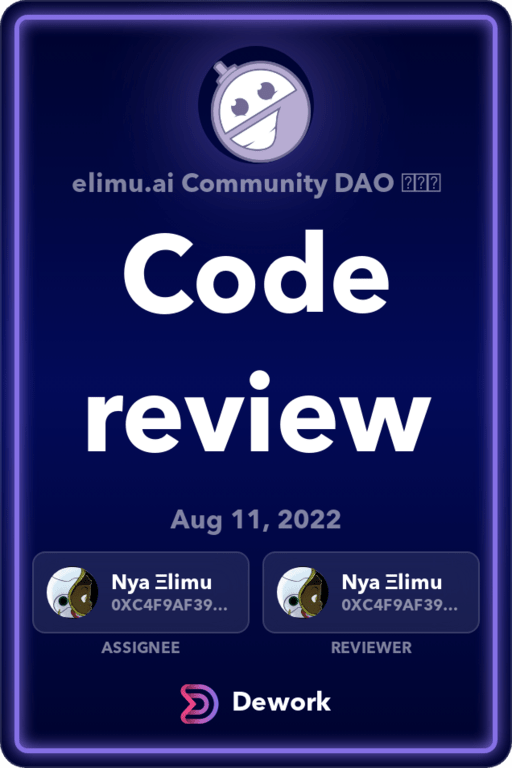 elimu.ai Community DAO
Code
review
Aug 11, 2022
Nya Ξlimu
0XC4F9AF39...
ASSIGNEE
Nya Ξlimu
0XC4F9AF39...
REVIEWER
Dework